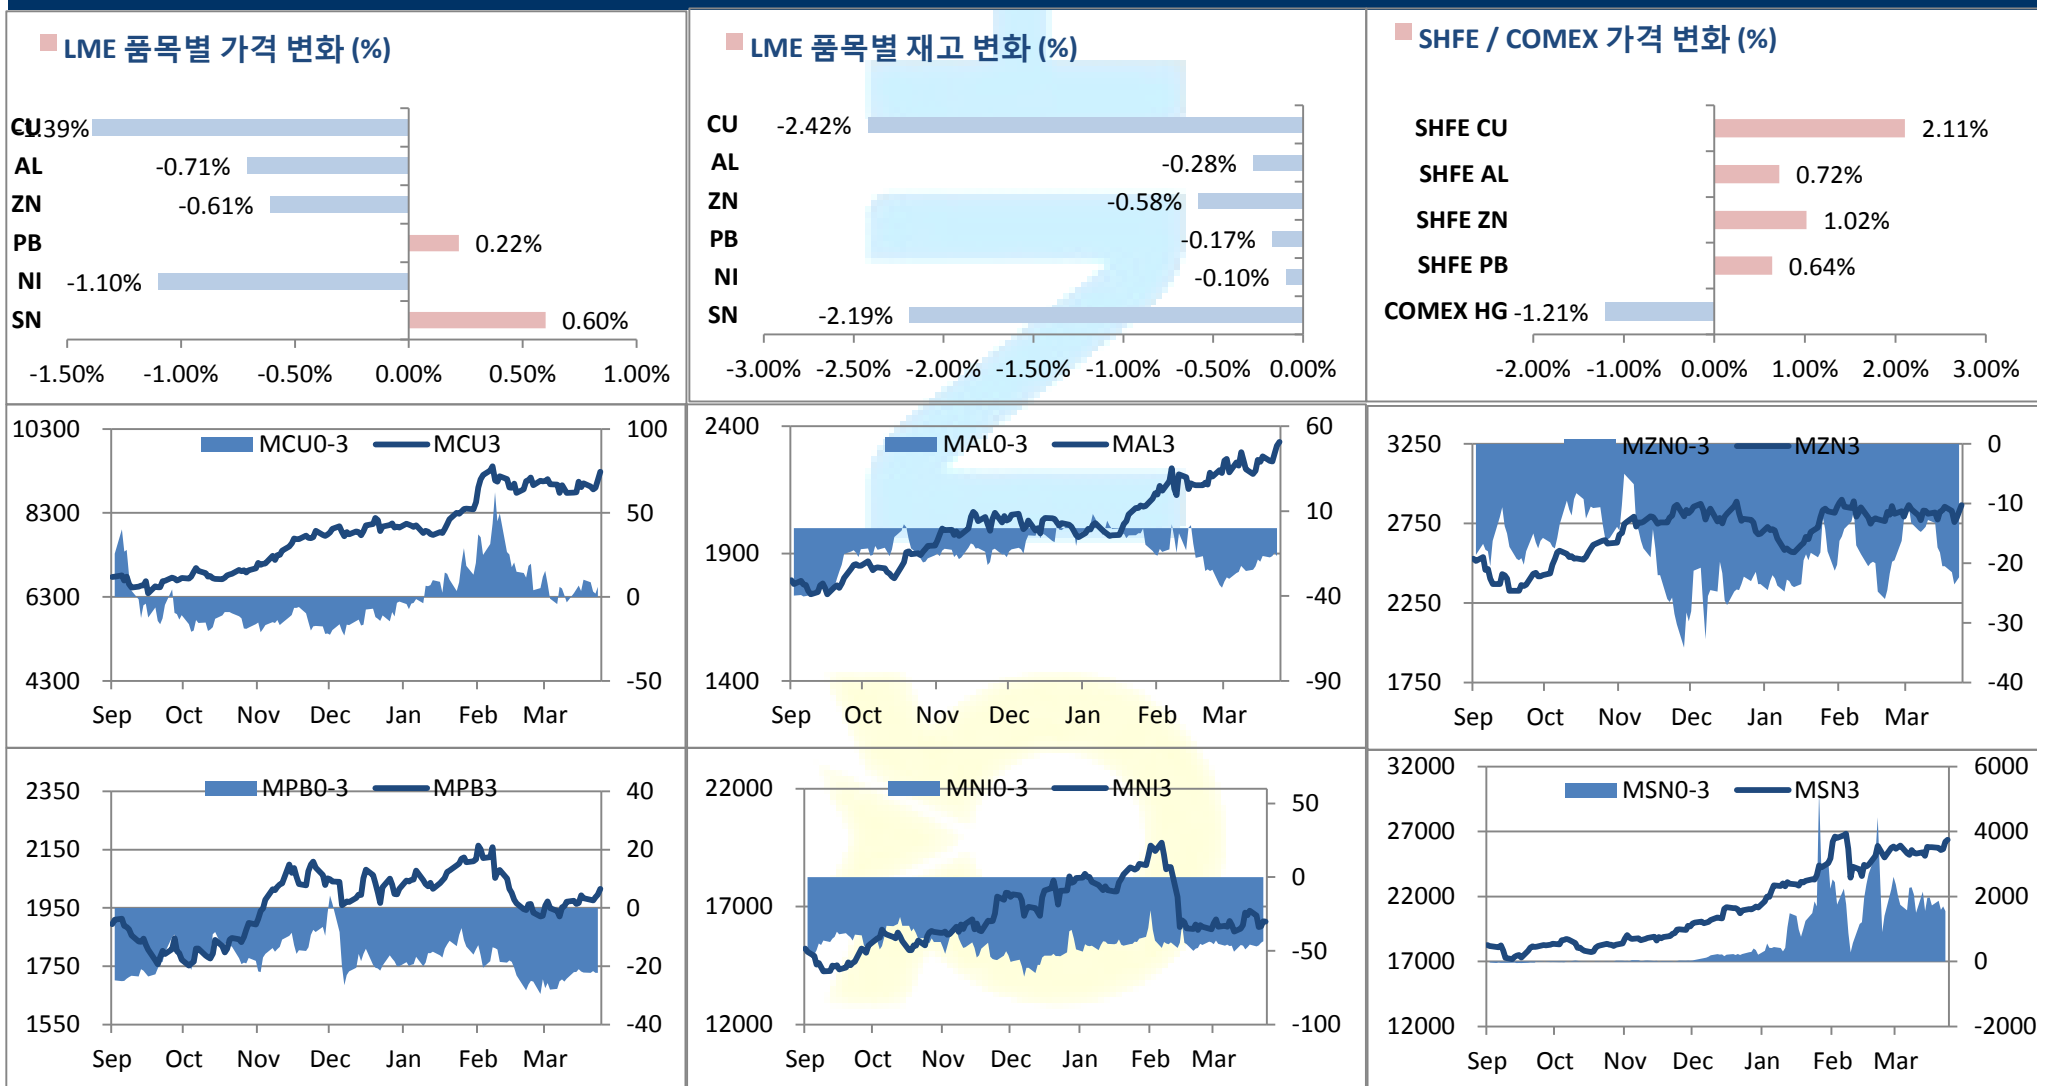 LME 품목별 가격 변화 (%)
CU -1.39%
AL -0.71%
ZN -0.61%
PB 0.22%
NI -1.10%
SN 0.60%
-1.50% -1.00% -0.50% 0.00% 0.50% 1.00%
LME 품목별 재고 변화 (%)
CU -2.42%
AL -0.28%
ZN -0.58%
PB -0.17%
NI -0.10%
SN -2.19%
-3.00% -2.50% -2.00% -1.50% -1.00% -0.50% 0.00%
SHFE / COMEX 가격 변화 (%)
SHFE CU 2.11%
SHFE AL 0.72%
SHFE ZN 1.02%
SHFE PB 0.64%
COMEX HG -1.21%
-2.00% -1.00% 0.00% 1.00% 2.00% 3.00%
MCU0-3 MCU3
10300 100
8300 50
6300 0
4300 -50
Sep Oct Nov Dec Jan Feb Mar
MAL0-3 MAL3
2400 60
1900 10
-40
1400 -90
Sep Oct Nov Dec Jan Feb Mar
MZN0-3 MZN3
3250 0
2750 -10
-20
2250 -30
1750 -40
Sep Oct Nov Dec Jan Feb Mar
MPB0-3 MPB3
2350 40
2150 20
1950 0
1750 -20
1550 -40
Sep Oct Nov Dec Jan Feb Mar
MNI0-3 MNI3
22000 50
17000 0
-50
12000 -100
Sep Oct Nov Dec Jan Feb Mar
MSN0-3 MSN3
32000 6000
27000 4000
22000 2000
17000 0
12000 -2000
Sep Oct Nov Dec Jan Feb Mar